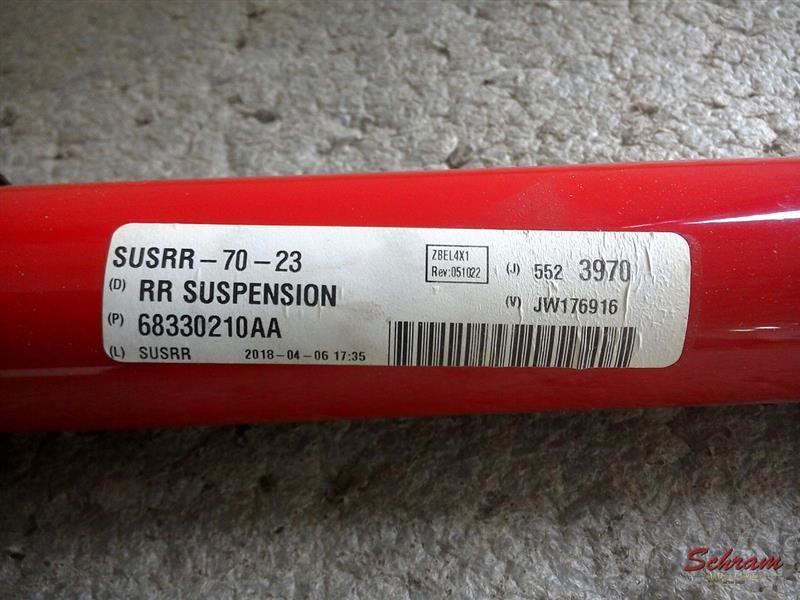 SUSRR-70-23
ZBEL4X1
Rev:051022
(J) 552 3970
(D) RR SUSPENSION
(V) JW176916
(P) 68330210AA
(L) SUSRR 2018-04-06 17:35
Schram